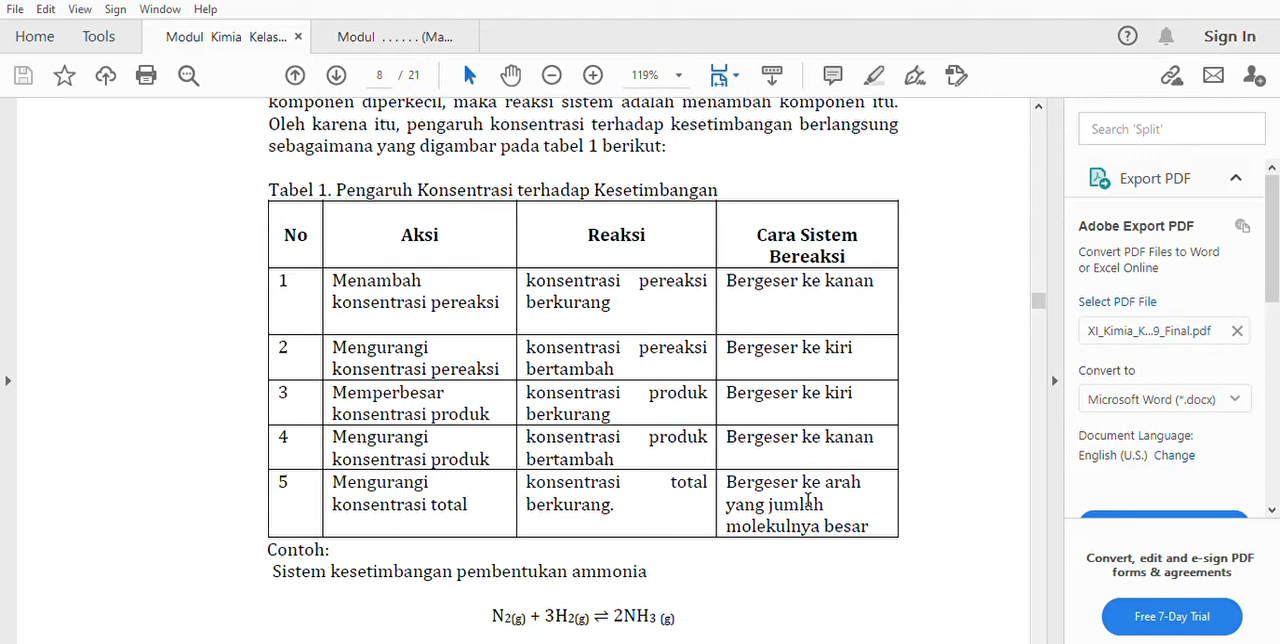 File Edit View Sign Window Help
Home Tools Modul Kimia Kelas... × Modul ......(Ma... Sign In
8 / 21 119%
komponen diperkecil, maka reaksi sistem adalah menambah komponen itu.
Oleh karena itu, pengaruh konsentrasi terhadap kesetimbangan berlangsung
sebagaimana yang digambar pada tabel 1 berikut:
Tabel 1. Pengaruh Konsentrasi terhadap Kesetimbangan
No Aksi Reaksi Cara Sistem
Bereaksi
1 Menambah konsentrasi pereaksi Bergeser ke kanan
konsentrasi pereaksi berkurang
2 Mengurangi konsentrasi pereaksi Bergeser ke kiri
konsentrasi pereaksi bertambah
3 Memperbesar konsentrasi produk Bergeser ke kiri
konsentrasi produk berkurang
4 Mengurangi konsentrasi produk Bergeser ke kanan
konsentrasi produk bertambah
5 Mengurangi konsentrasi total Bergeser ke arah
konsentrasi total berkurang. yang jumlah
molekulnya besar
Contoh:
Sistem kesetimbangan pembentukan ammonia
N2(g) + 3H2(g) ⇌ 2NH3 (g)
Search 'Split'
Export PDF
Adobe Export PDF
Convert PDF Files to Word
or Excel Online
Select PDF File
XI_Kimia_K...9_Final.pdf
Convert to
Microsoft Word (*.docx)
Document Language:
English (U.S.) Change
Convert, edit and e-sign PDF
forms & agreements
Free 7-Day Trial